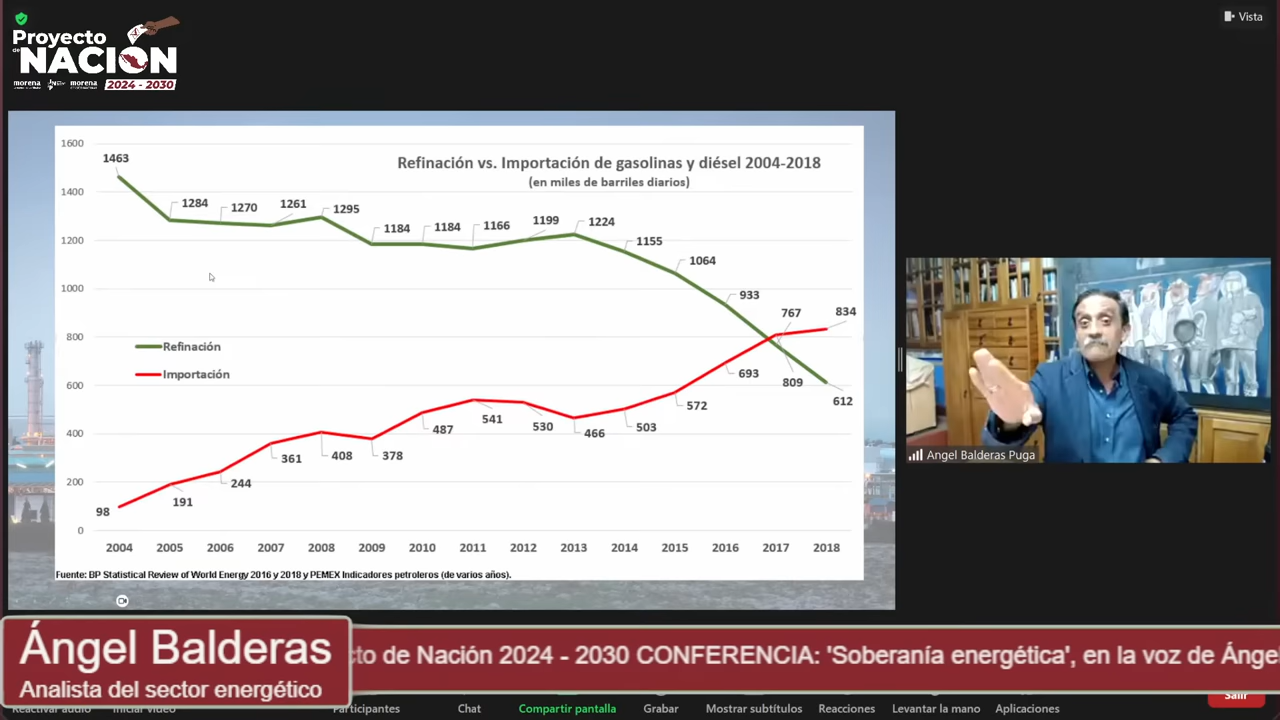 Vista
Proyecto
de
NACIÓN
morena
morena
2024 - 2030
Refinación vs. Importación de gasolinas y diésel 2004-2018
(en miles de barriles diarios)
1600
1400
1200
1000
800
600
400
200
0
1463
1284
1270
1261
1295
1184
1184
1166
1199
1224
1155
1064
933
767
834
Refinación
Importación
98
191
244
361
408
378
487
541
530
466
503
572
693
809
612
2004 2005 2006 2007 2008 2009 2010 2011 2012 2013 2014 2015 2016 2017 2018
Fuente: BP Statistical Review of World Energy 2016 y 2018 y PEMEX Indicadores petroleros (de varios años).
Angel Balderas Puga
Ángel Balderas
Analista del sector energético
cto de Nación 2024 - 2030 CONFERENCIA: 'Soberanía energética', en la voz de Ángel
Reactivar audio Iniciar video Participantes Chat Compartir pantalla Grabar Mostrar subtítulos Reacciones Levantar la mano Aplicaciones Salir